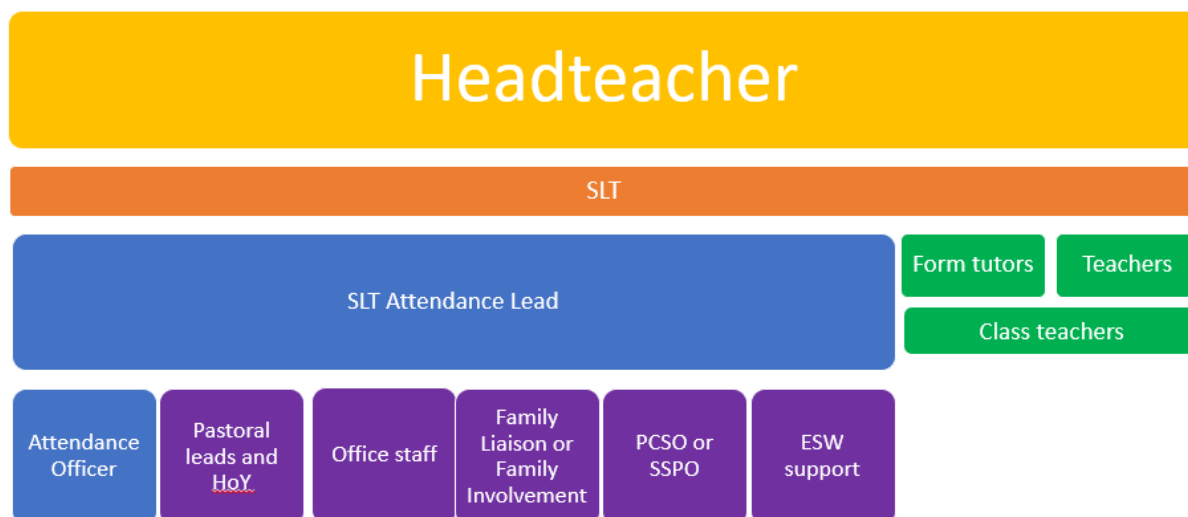 Headteacher
SLT
SLT Attendance Lead
Form tutors
Teachers
Class teachers
Attendance
Officer
Pastoral
leads and
HoY
Office staff
Family
Liaison or
Family
Involvement
PCSO or
SSPO
ESW
support